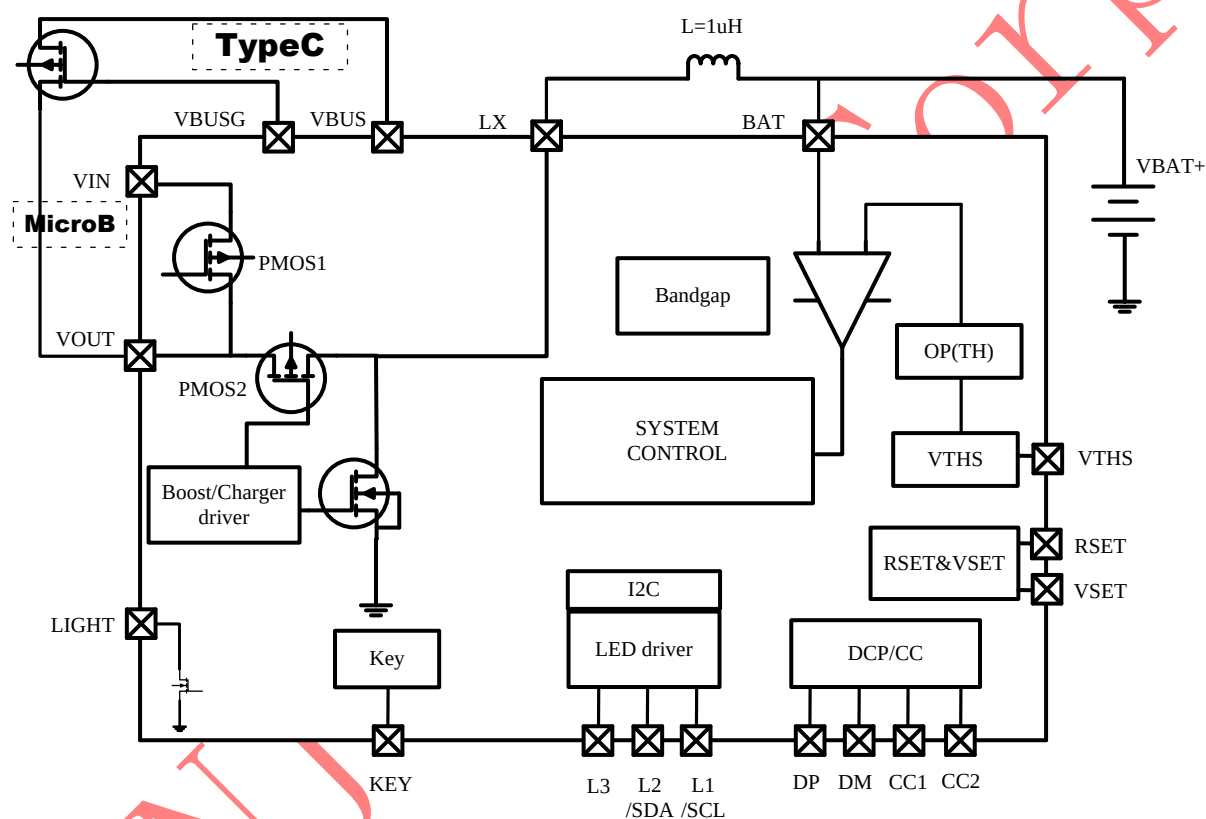 TypeC
L=1uH
VBUSG
VBUS
LX
BAT
VIN
VBAT+
MicroB
PMOS1
Bandgap
VOUT
OP(TH)
PMOS2
SYSTEM
CONTROL
VTHS
VTHS
Boost/Charger
driver
RSET&VSET
RSET
VSET
I2C
LIGHT
Key
LED driver
DCP/CC
KEY
L3
L2
/SDA
L1
/SCL
DP
DM
CC1
CC2